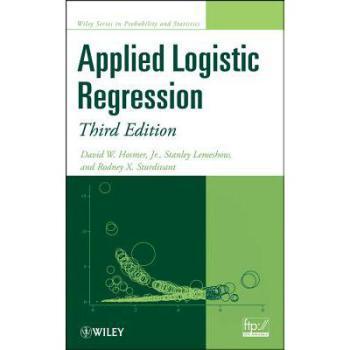 Wiley Series in Probability and Statistics
Applied Logistic
Regression
Third Edition
David W. Hosmer, Jr., Stanley Lemeshow,
and Rodney X. Sturdivant
WILEY
ftp://